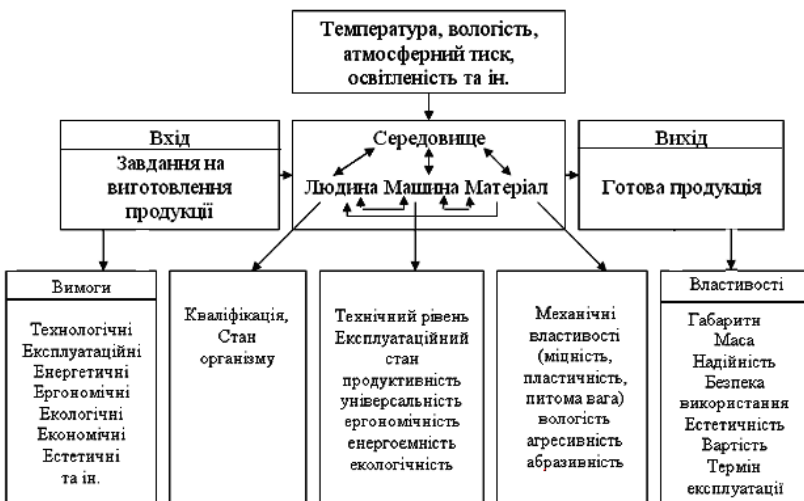 Температура, вологість,
атмосферний тиск,
освітленість та ін.
Вхід
Завдання на
виготовлення
продукції
Середовище
Людина Машина Матеріал
Вихід
Готова продукція
Вимоги
Технологічні
Експлуатаційні
Енергетичні
Ергономічні
Екологічні
Економічні
Естетичні
та ін.
Кваліфікація,
Стан
організму
Технічний рівень
Експлуатаційний
стан
продуктивність
універсальність
ергономічність
енергоємність
екологічність
Механічні
властивості
(міцність,
пластичність,
питома вага)
вологість
агресивність
абразивність
Властивості
Габарити
Маса
Надійність
Безпека
використання
Естетичність
Вартість
Термін
експлуатації